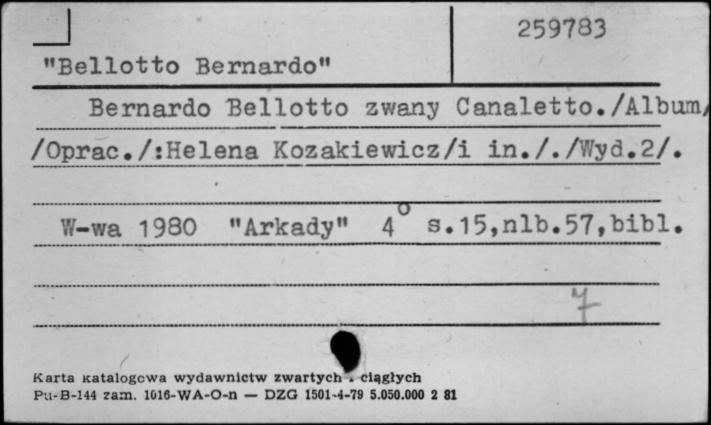 259783
"Bellotto Bernardo"
Bernardo Bellotto zwany Canaletto./Album/
/Oprac./:Helena Kozakiewicz/i in././Wyd.2/.
W-wa 1980 "Arkady" 4° s.15,nlb.57,bibl.
7
Karta katalogowa wydawnictw zwartych i ciągłych
Pu-B-144 zam. 1016-WA-O-n — DZG 1501-4-79 5.050.000 2 81